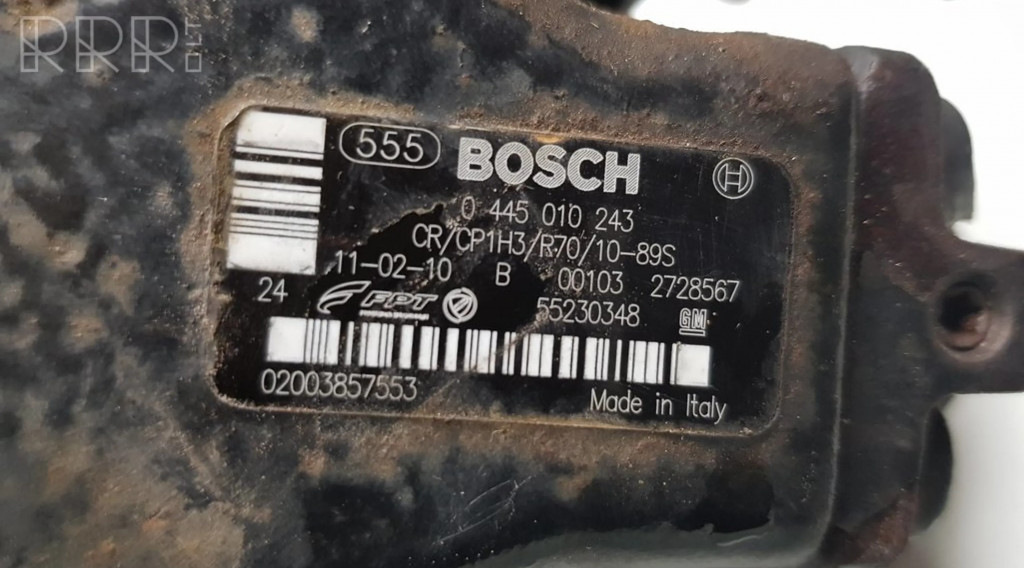 RRR.LT
555 BOSCH
0 445 010 243
CR/CP1H3/R70/10-89S
11-02-10 B 00103 2728567
24 FPT 55230348 GM
02003857553
Made in Italy